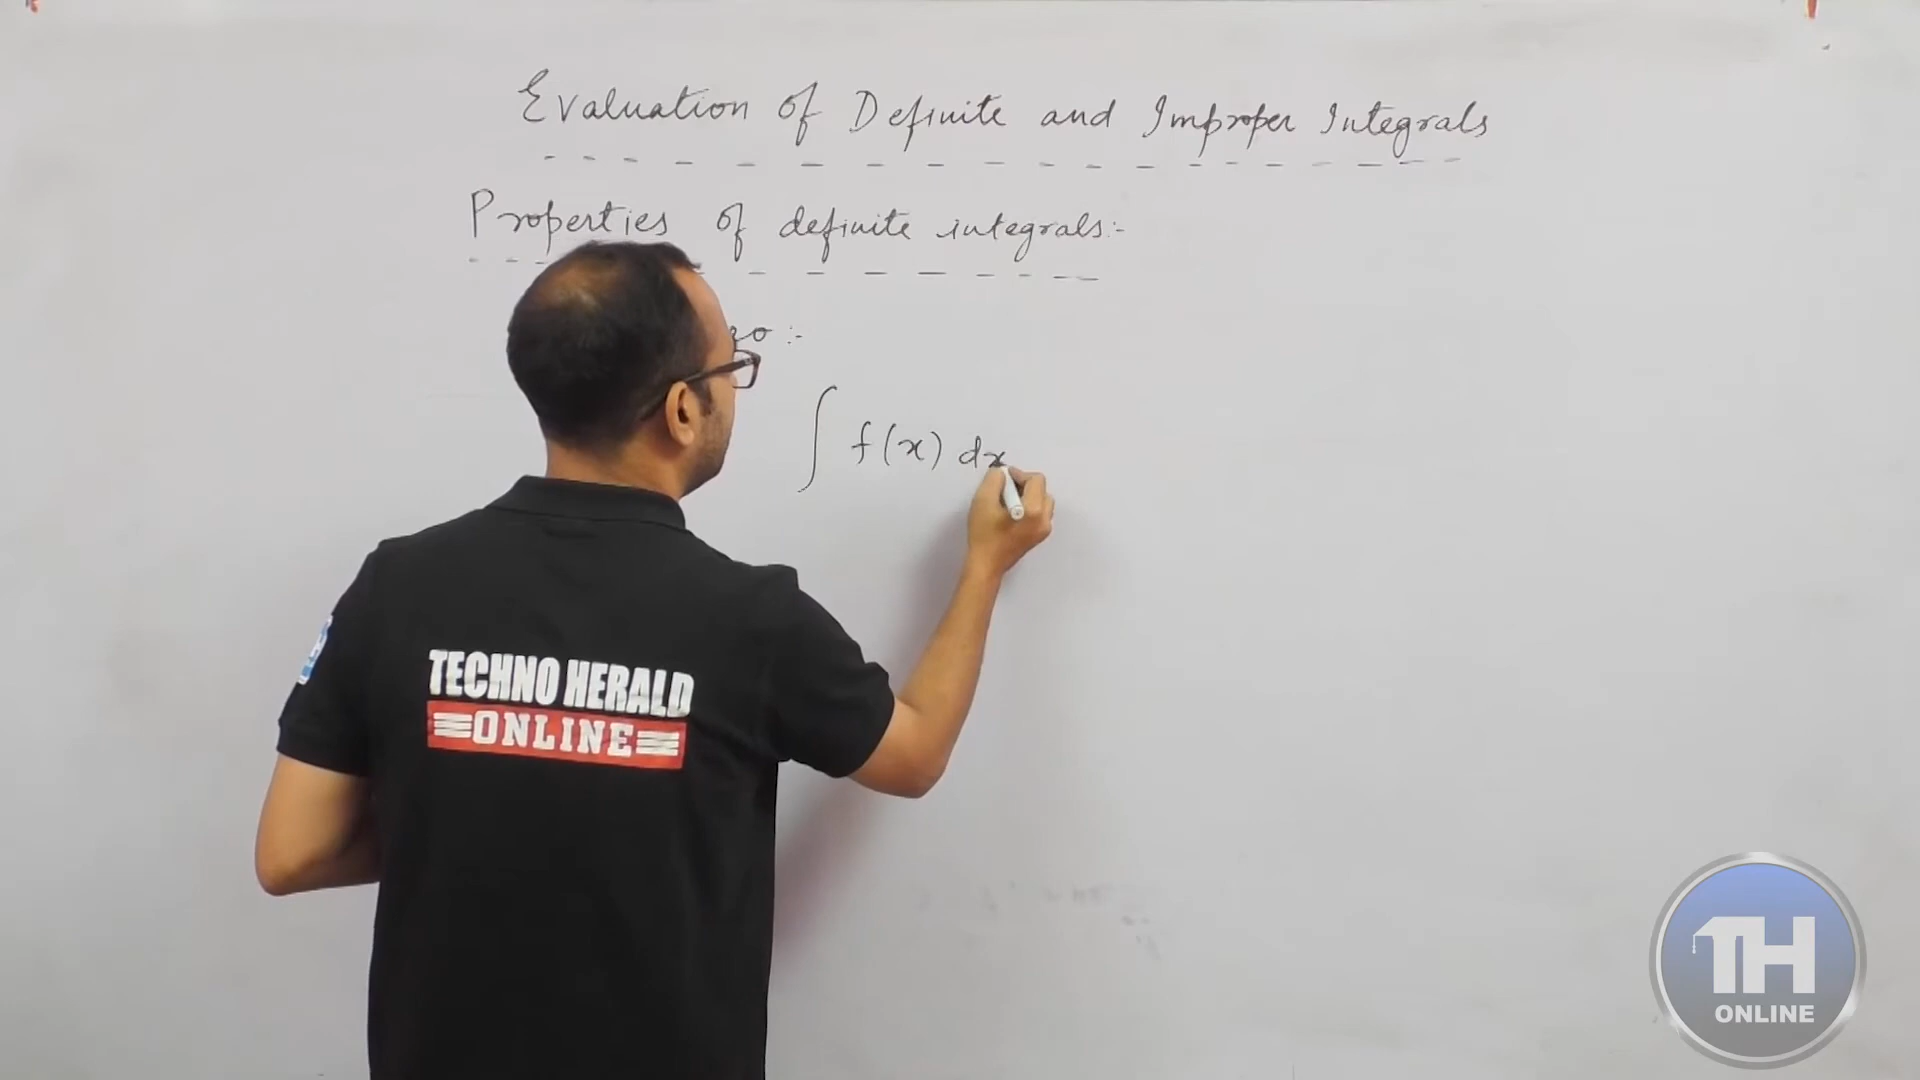 Evaluation of Definite and Improper Integrals
Properties of definite integrals:-
∫ f(x) dx
TECHNO HERALD
ONLINE
TH
ONLINE